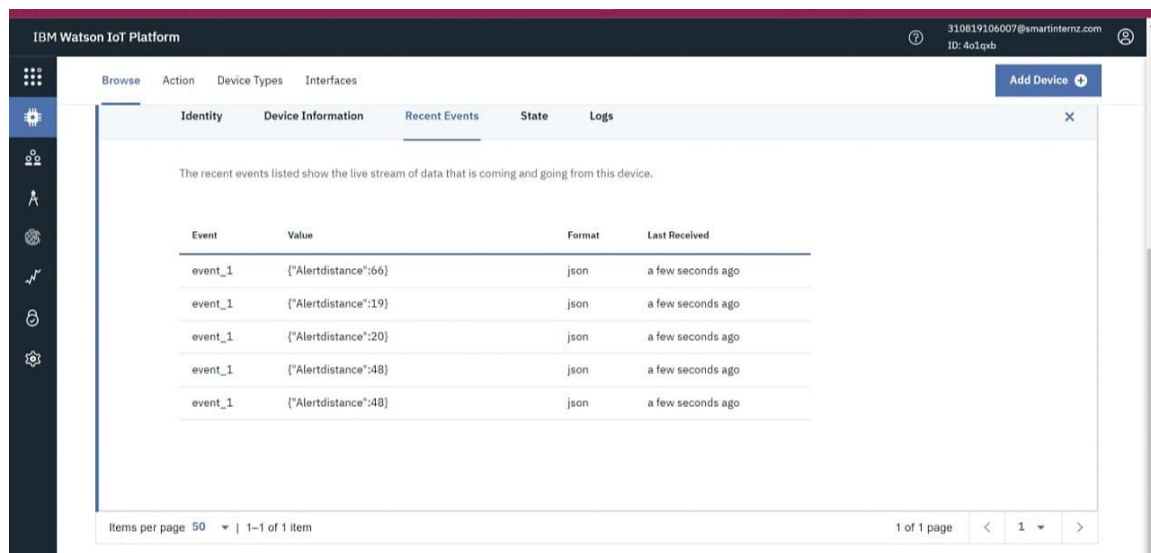 IBM Watson IoT Platform
310819106007@smartinternz.com
ID: 4o1qxb
Browse Action Device Types Interfaces
Add Device
Identity Device Information Recent Events State Logs
The recent events listed show the live stream of data that is coming and going from this device.
Event Value Format Last Received
event_1 {"Alertdistance":66} json a few seconds ago
event_1 {"Alertdistance":19} json a few seconds ago
event_1 {"Alertdistance":20} json a few seconds ago
event_1 {"Alertdistance":48} json a few seconds ago
event_1 {"Alertdistance":48} json a few seconds ago
Items per page 50 | 1–1 of 1 item 1 of 1 page 1